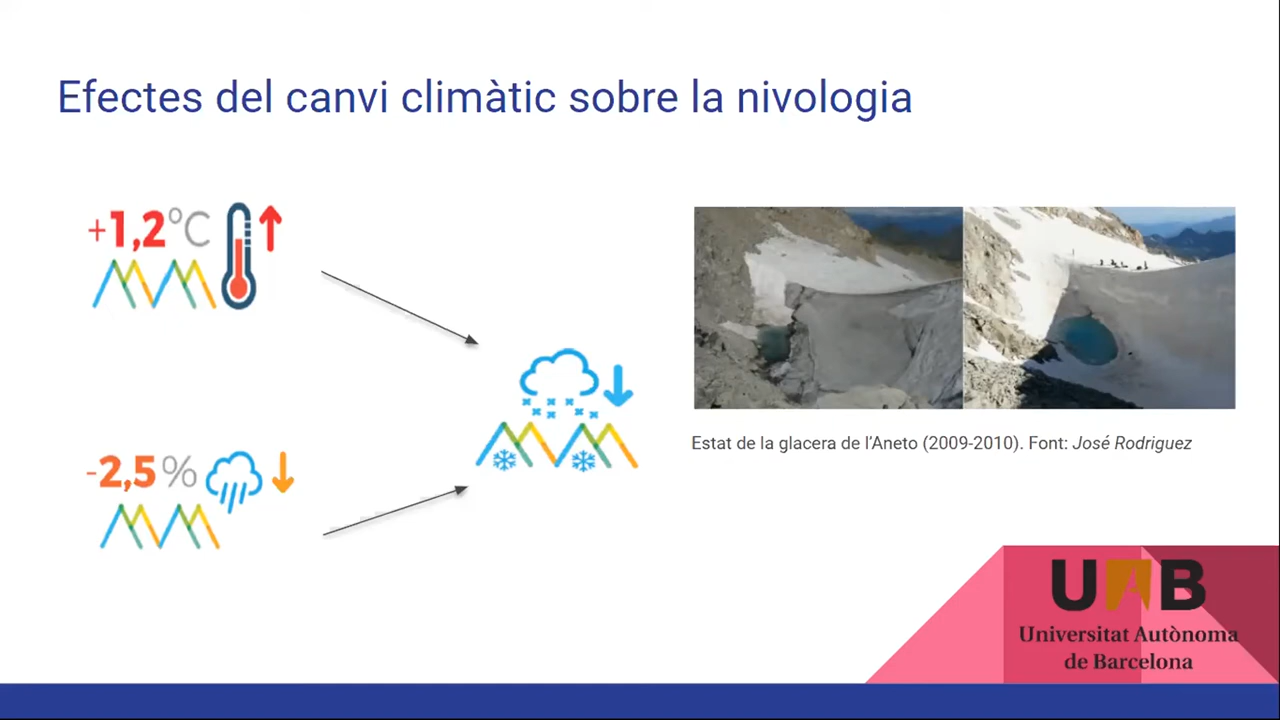 Efectes del canvi climàtic sobre la nivologia
+1,2°C
-2,5%
Estat de la glacera de l'Aneto (2009-2010). Font: José Rodriguez
UAB
Universitat Autònoma
de Barcelona